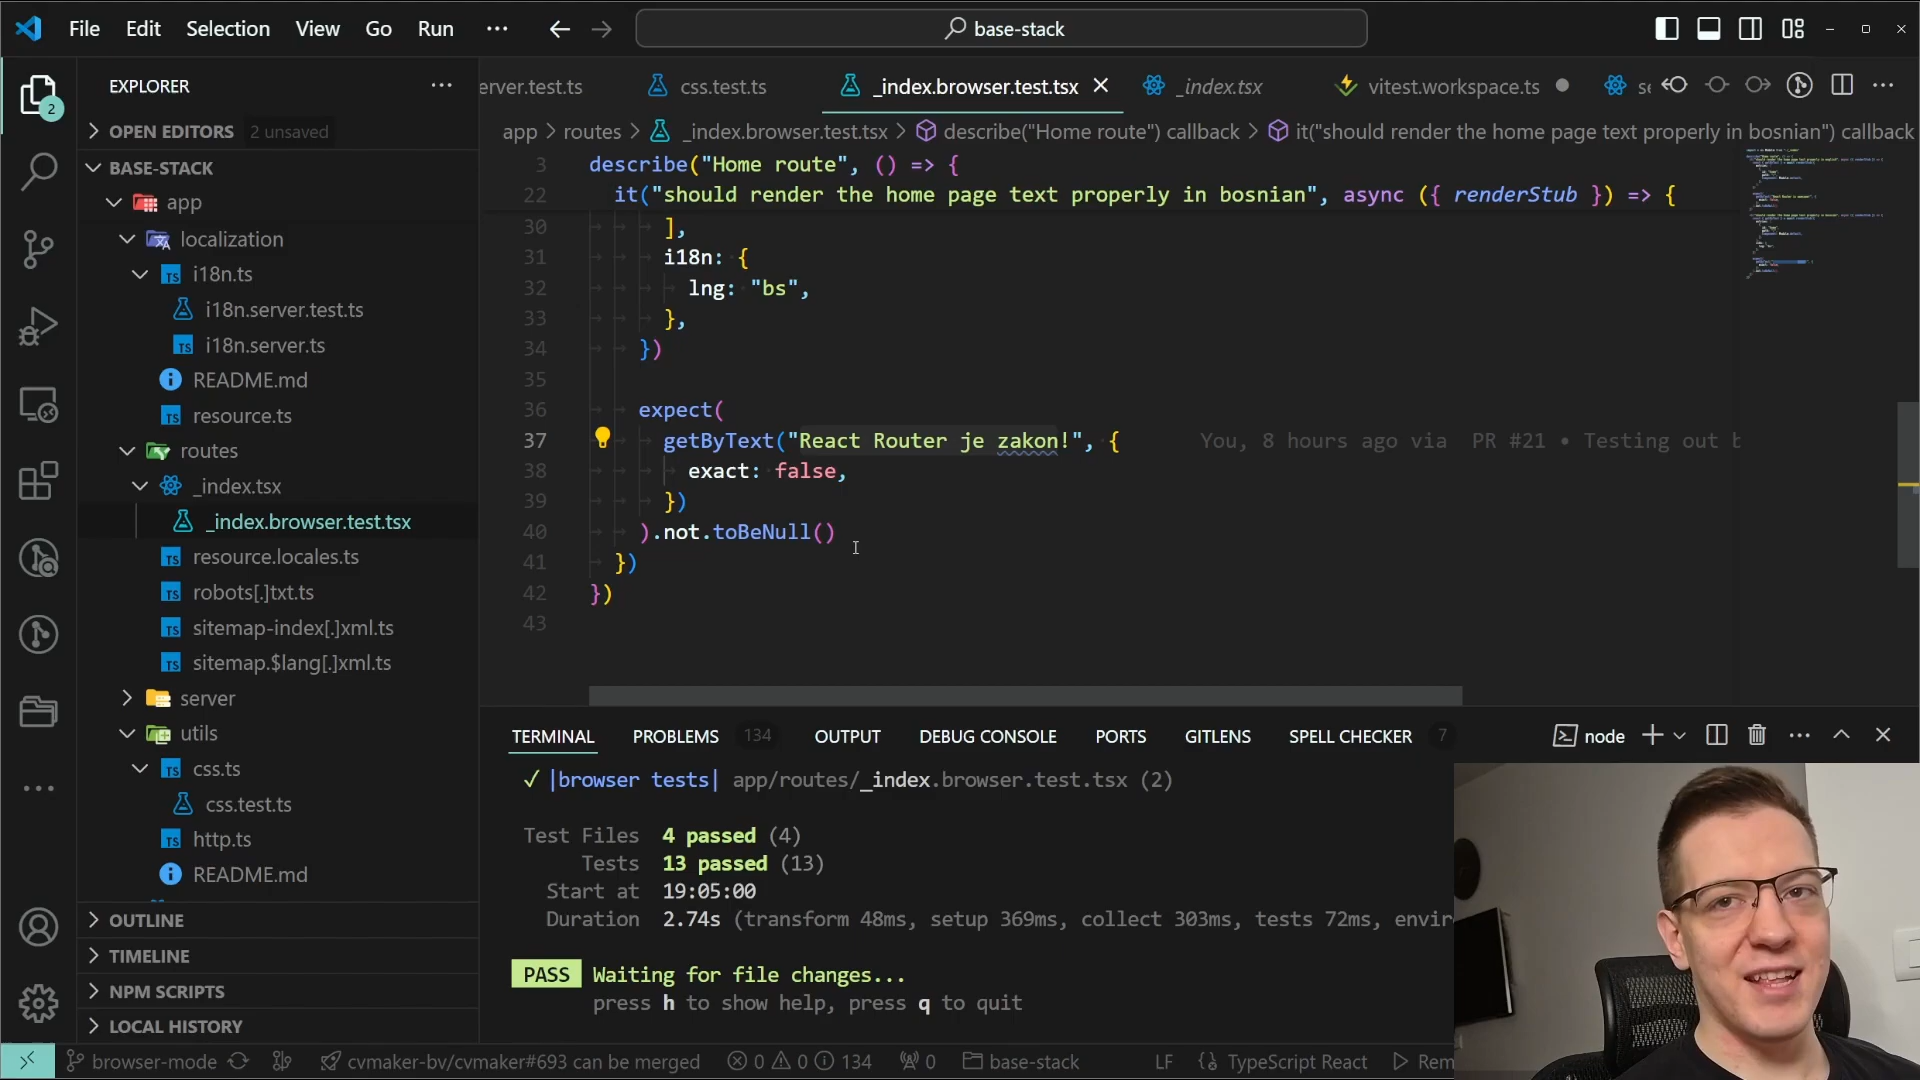 File Edit Selection View Go Run ··· base-stack
EXPLORER ···
erver.test.ts css.test.ts _index.browser.test.tsx _index.tsx vitest.workspace.ts
OPEN EDITORS 2 unsaved
app > routes > _index.browser.test.tsx > describe("Home route") callback > it("should render the home page text properly in bosnian") callback
BASE-STACK
app
localization
i18n.ts
i18n.server.test.ts
i18n.server.ts
README.md
resource.ts
routes
_index.tsx
_index.browser.test.tsx
resource.locales.ts
robots[.]txt.ts
sitemap-index[.]xml.ts
sitemap.$lang[.]xml.ts
server
utils
css.ts
css.test.ts
http.ts
README.md
OUTLINE
TIMELINE
NPM SCRIPTS
LOCAL HISTORY
2
3 describe("Home route", () => {
22 it("should render the home page text properly in bosnian", async ({ renderStub }) => {
30 ],
31 i18n: {
32 lng: "bs",
33 },
34 })
35
36 expect(
37 getByText("React Router je zakon!", { You, 8 hours ago via PR #21 • Testing out b
38 exact: false,
39 })
40 ).not.toBeNull()
41 })
42 })
43
TERMINAL PROBLEMS 134 OUTPUT DEBUG CONSOLE PORTS GITLENS SPELL CHECKER 7 node
✓ |browser tests| app/routes/_index.browser.test.tsx (2)
Test Files 4 passed (4)
Tests 13 passed (13)
Start at 19:05:00
Duration 2.74s (transform 48ms, setup 369ms, collect 303ms, tests 72ms, envir
PASS Waiting for file changes...
press h to show help, press q to quit
browser-mode cvmaker-bv/cvmaker#693 can be merged 0 0 134 0 base-stack LF TypeScript React Rem